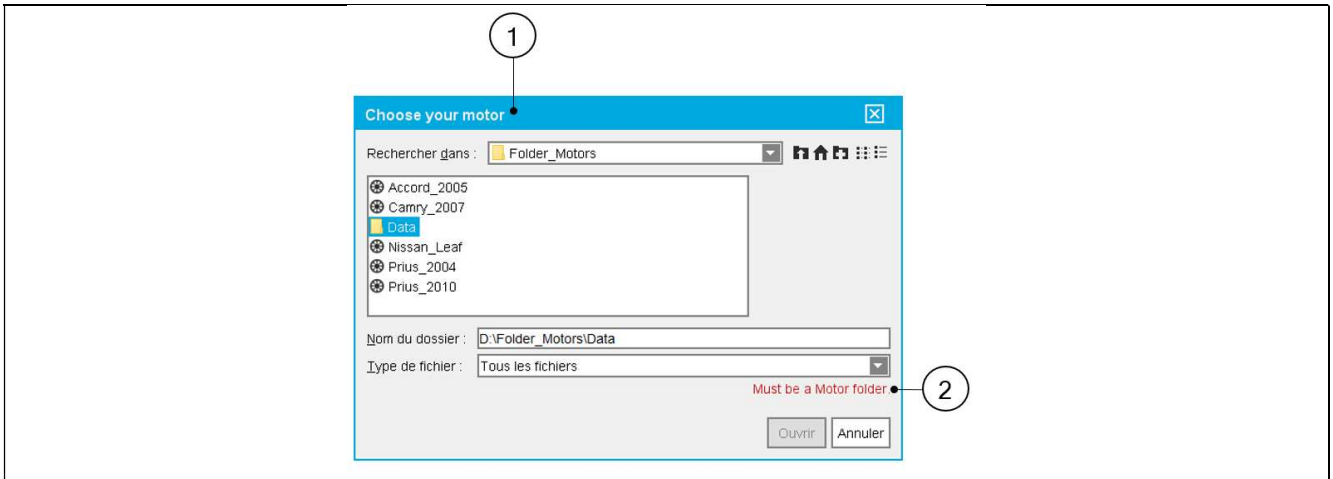 1
Choose your motor
Rechercher dans : Folder_Motors
Accord_2005
Camry_2007
Data
Nissan_Leaf
Prius_2004
Prius_2010
Nom du dossier : D:\Folder_Motors\Data
Type de fichier : Tous les fichiers
Must be a Motor folder.
2
Ouvrir Annuler